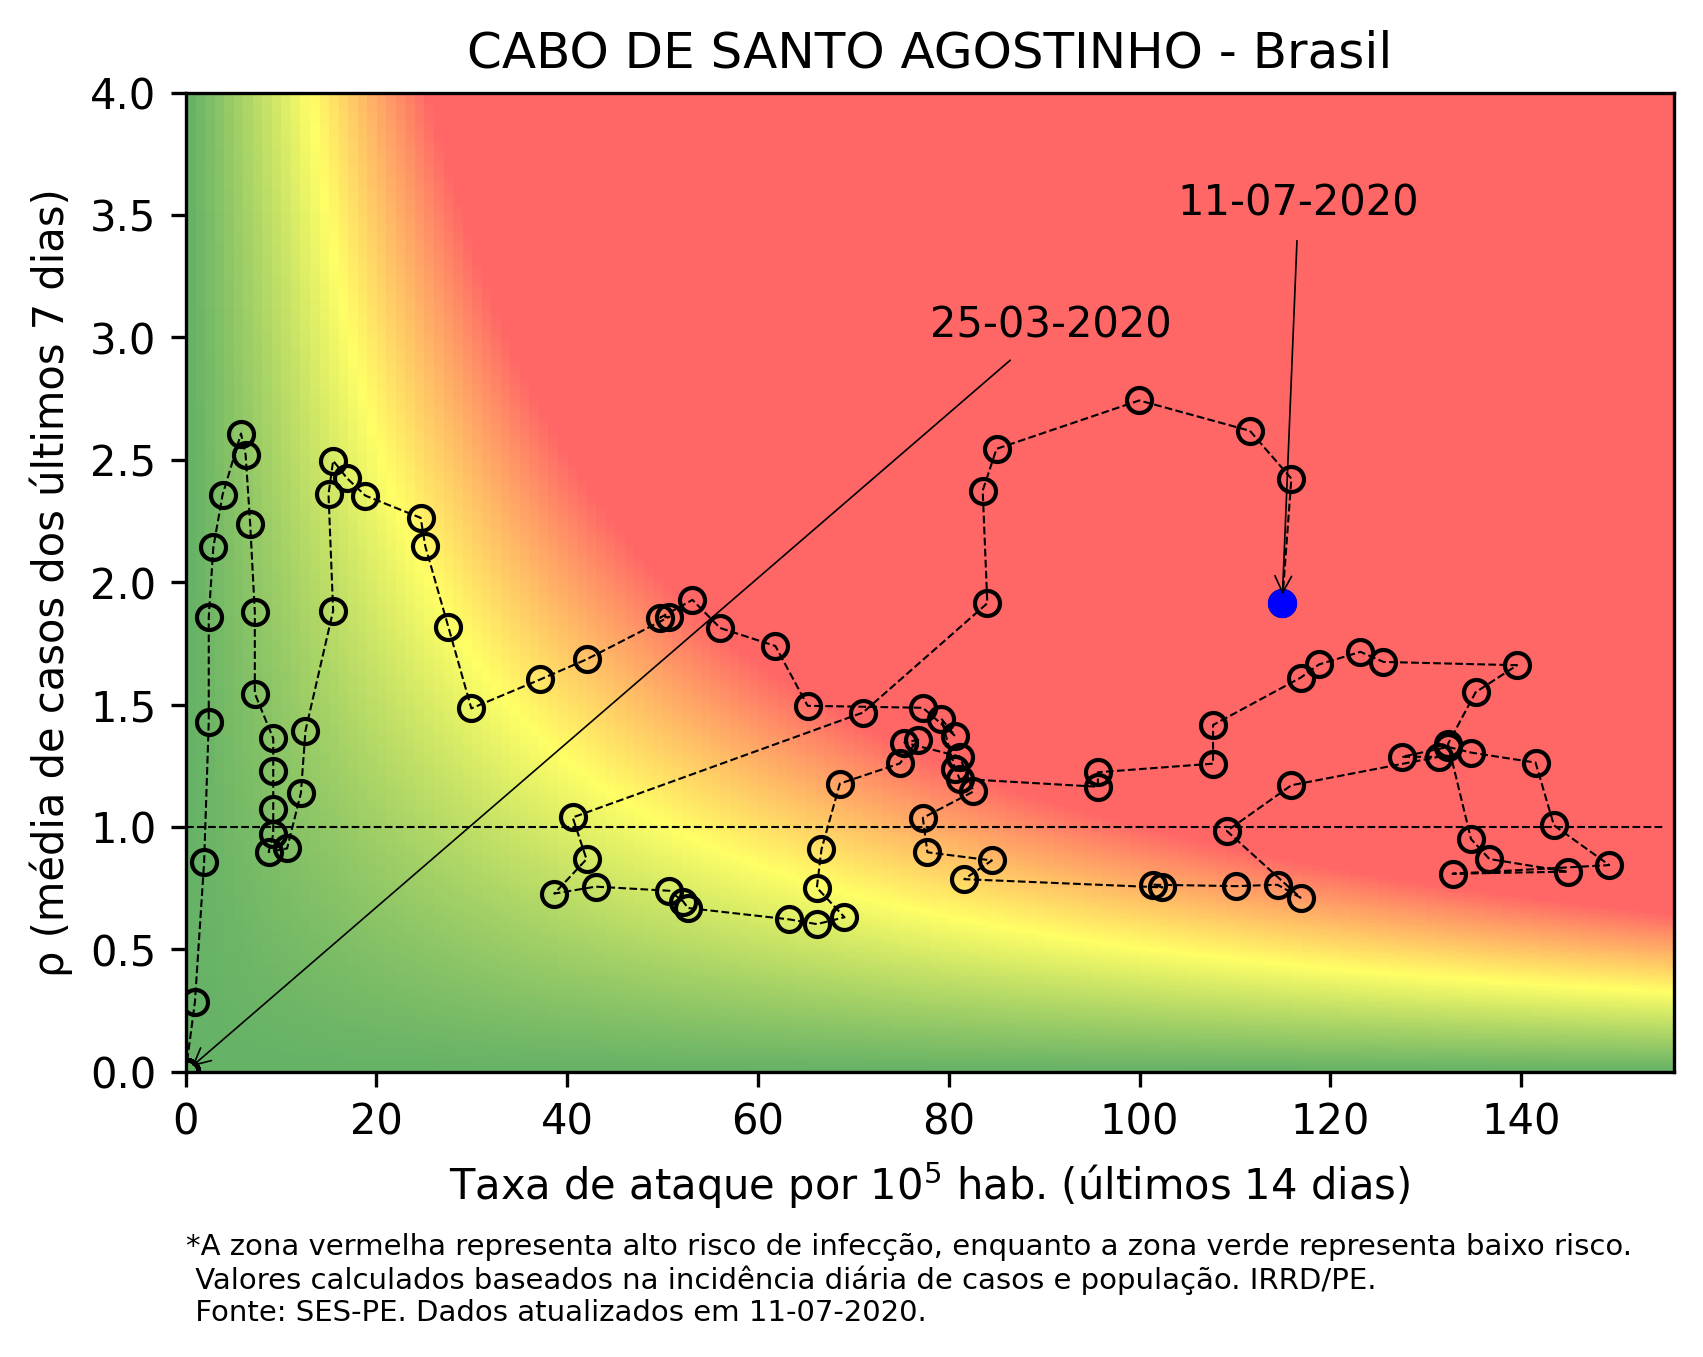 CABO DE SANTO AGOSTINHO - Brasil
4.0
3.5
3.0
2.5
2.0
1.5
1.0
0.5
0.0
ρ (média de casos dos últimos 7 dias)
11-07-2020
25-03-2020
0 20 40 60 80 100 120 140
Taxa de ataque por 10⁵ hab. (últimos 14 dias)
*A zona vermelha representa alto risco de infecção, enquanto a zona verde representa baixo risco.
Valores calculados baseados na incidência diária de casos e população. IRRD/PE.
Fonte: SES-PE. Dados atualizados em 11-07-2020.